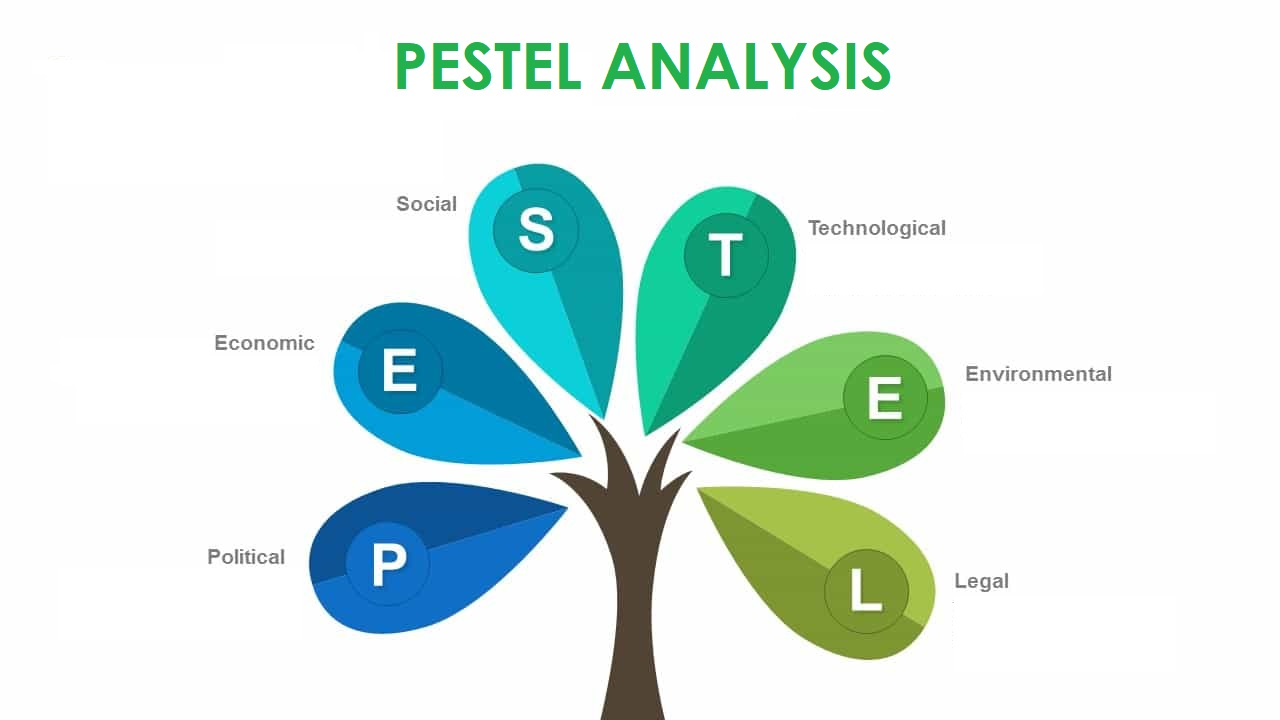 PESTEL ANALYSIS
Social
S
T
Technological
Economic
E
E
Environmental
Political
P
L
Legal